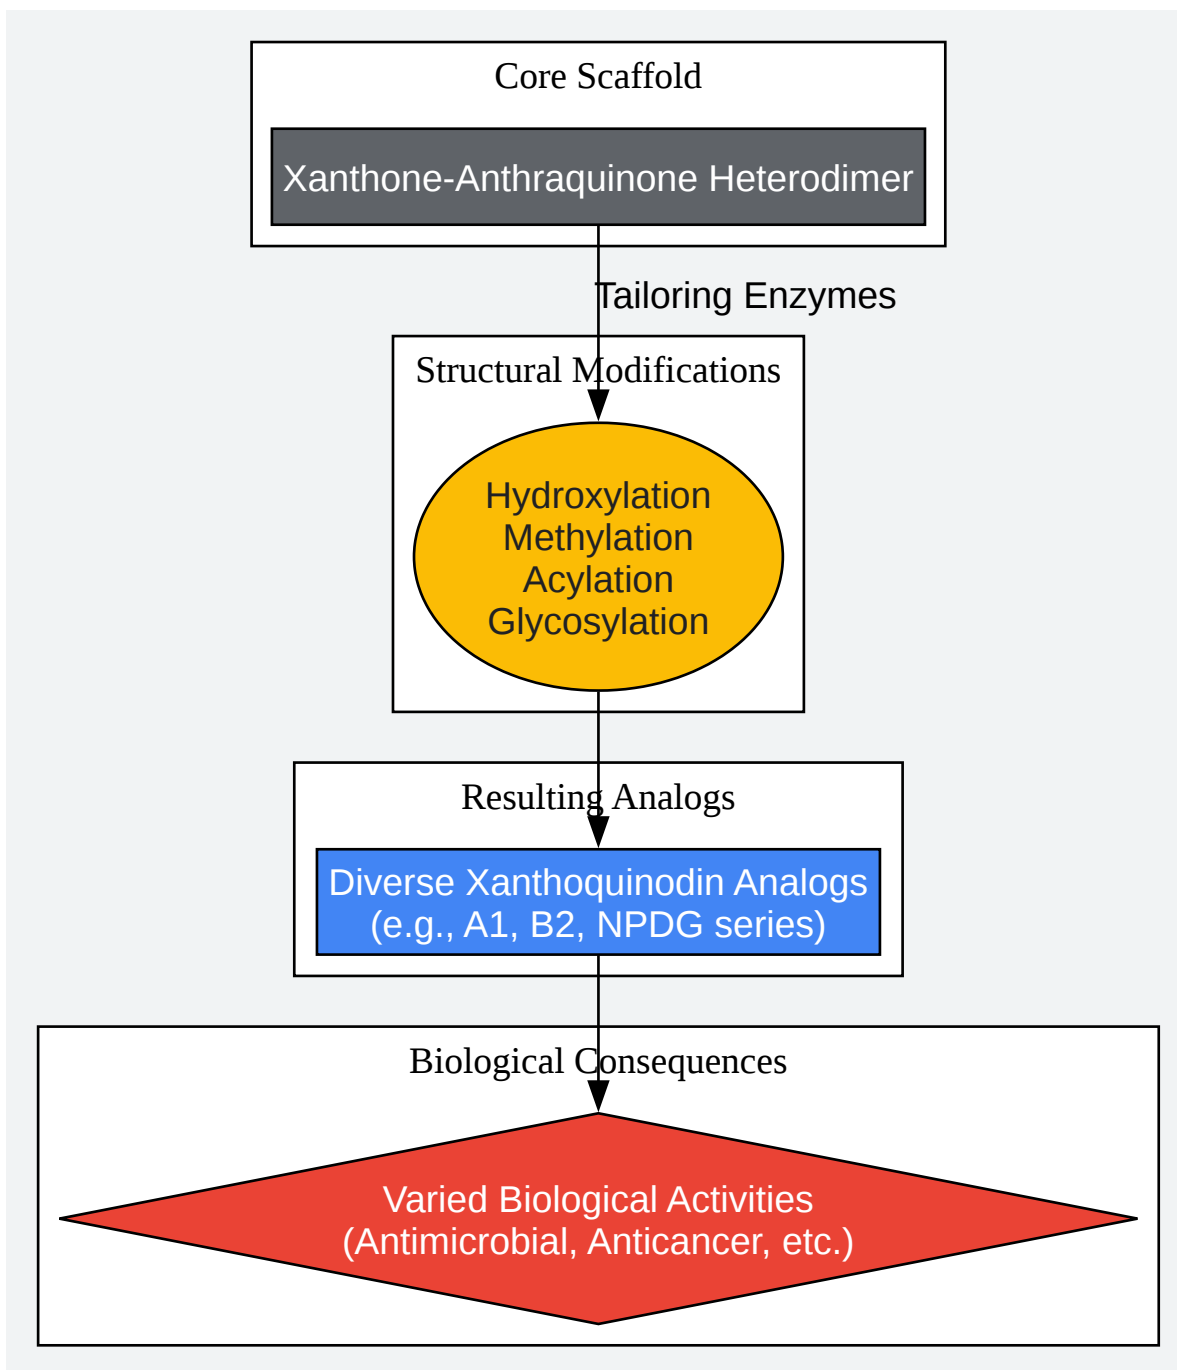 Core Scaffold
Xanthone-Anthraquinone Heterodimer
Tailoring Enzymes
Structural Modifications
Hydroxylation
Methylation
Acylation
Glycosylation
Resulting Analogs
Diverse Xanthoquinodin Analogs
(e.g., A1, B2, NPDG series)
Biological Consequences
Varied Biological Activities
(Antimicrobial, Anticancer, etc.)